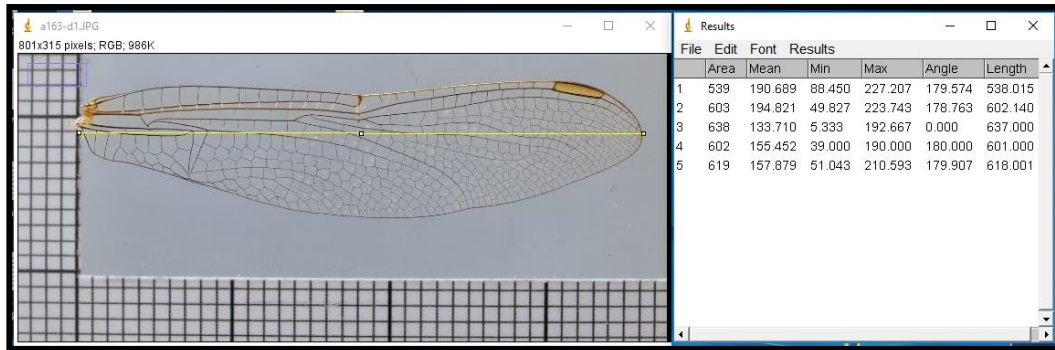 a163-d1.JPG
801x315 pixels; RGB; 986K
Results
File Edit Font Results
Area Mean Min Max Angle Length
1 539 190.689 88.450 227.207 179.574 538.015
2 603 194.821 49.827 223.743 178.763 602.140
3 638 133.710 5.333 192.667 0.000 637.000
4 602 155.452 39.000 190.000 180.000 601.000
5 619 157.879 51.043 210.593 179.907 618.001